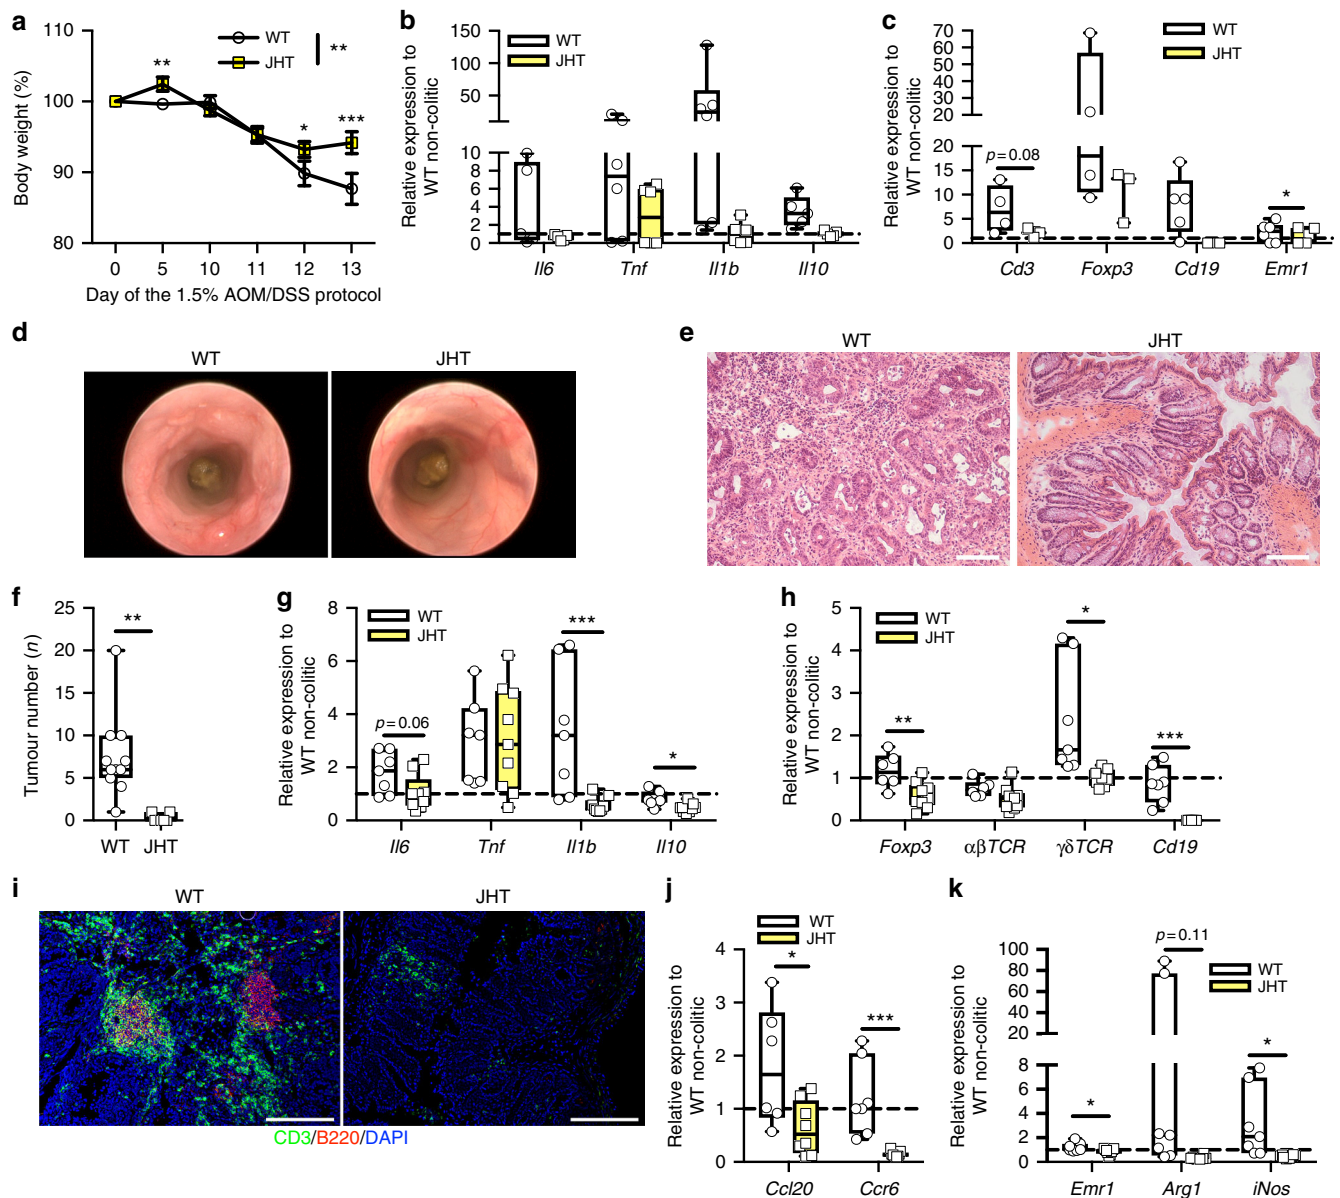 a
110
100
90
80
Body weight (%)
WT
JHT
**
**
*
***
0 5 10 11 12 13
Day of the 1.5% AOM/DSS protocol
b
Relative expression to
WT non-colitic
150
100
50
10
8
6
4
2
0
WT
JHT
Il6 Tnf Il1b Il10
c
Relative expression to
WT non-colitic
70
60
50
40
30
20
20
15
10
5
0
WT
JHT
p = 0.08
*
Cd3 Foxp3 Cd19 Emr1
d
WT JHT
e
WT JHT
f
Tumour number (n)
25
20
15
10
5
0
**
WT JHT
g
Relative expression to
WT non-colitic
8
6
4
2
0
WT
JHT
p = 0.06
***
*
Il6 Tnf Il1b Il10
h
Relative expression to
WT non-colitic
5
4
3
2
1
0
WT
JHT
**
*
***
Foxp3 αβTCR γδTCR Cd19
i
WT JHT
CD3/B220/DAPI
j
WT
JHT
Relative expression to
WT non-colitic
4
3
2
1
0
*
***
Ccl20 Ccr6
k
Relative expression to
WT non-colitic
100
80
60
40
20
8
6
4
2
0
p = 0.11
WT
JHT
*
*
Emr1 Arg1 iNos